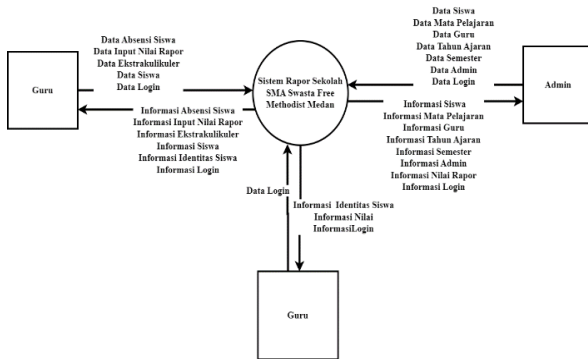 Data Absensi Siswa
Data Input Nilai Rapor
Data Ekstrakulikuler
Data Siswa
Data Login
Guru
Informasi Absensi Siswa
Informasi Input Nilai Rapor
Informasi Ekstrakulikuler
Informasi Siswa
Informasi Identitas Siswa
Informasi Login
Sistem Rapor Sekolah
SMA Swasta Free
Methodist Medan
Data Siswa
Data Mata Pelajaran
Data Guru
Data Tahun Ajaran
Data Semester
Data Admin
Data Login
Admin
Informasi Siswa
Informasi Mata Pelajaran
Informasi Guru
Informasi Tahun Ajaran
Informasi Semester
Informasi Admin
Informasi Nilai Rapor
Informasi Login
Data Login
Informasi Identitas Siswa
Informasi Nilai
InformasiLogin
Guru